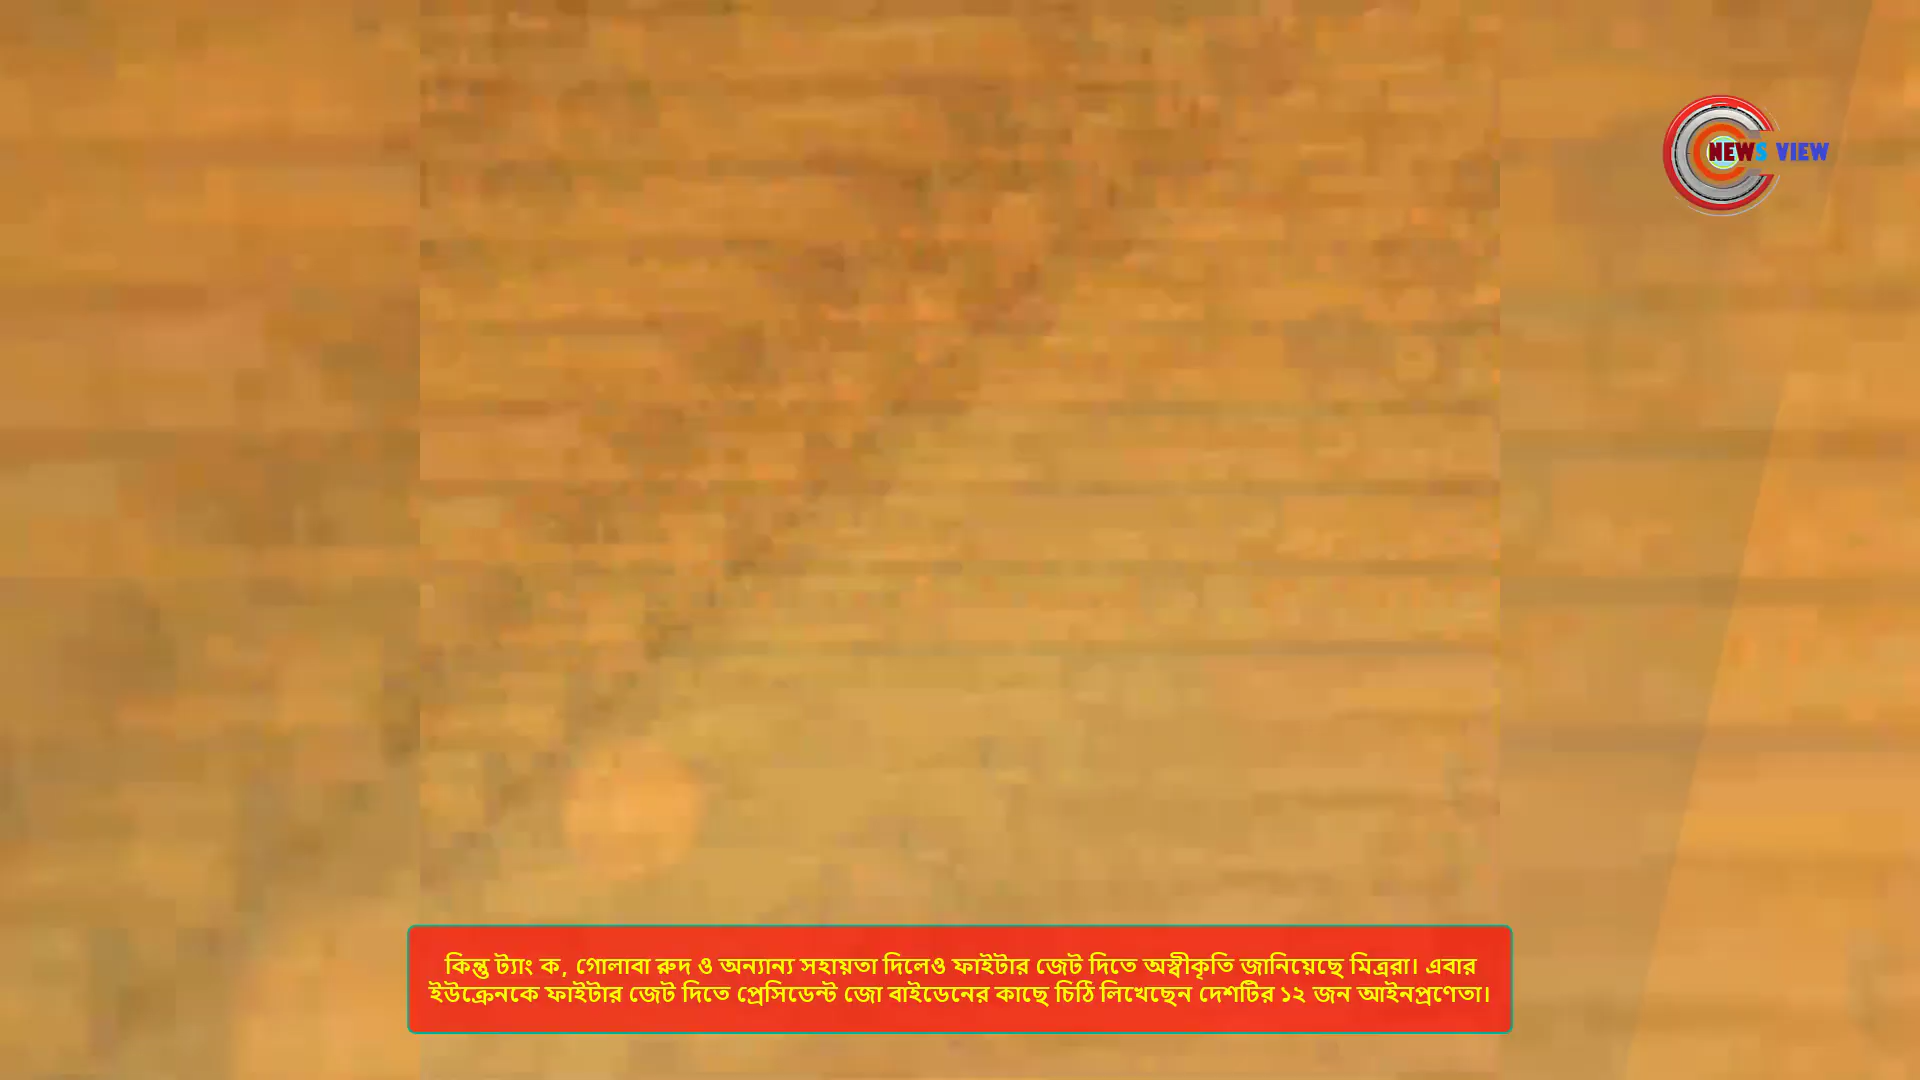 NEWS VIEW
কিন্তু ট্যাং ক, গোলাবা রুদ ও অন্যান্য সহায়তা দিলেও ফাইটার জেট দিতে অস্বীকৃতি জানিয়েছে মিত্ররা। এবার
ইউক্রেনকে ফাইটার জেট দিতে প্রেসিডেন্ট জো বাইডেনের কাছে চিঠি লিখেছেন দেশটির ১২ জন আইনপ্রণেতা।